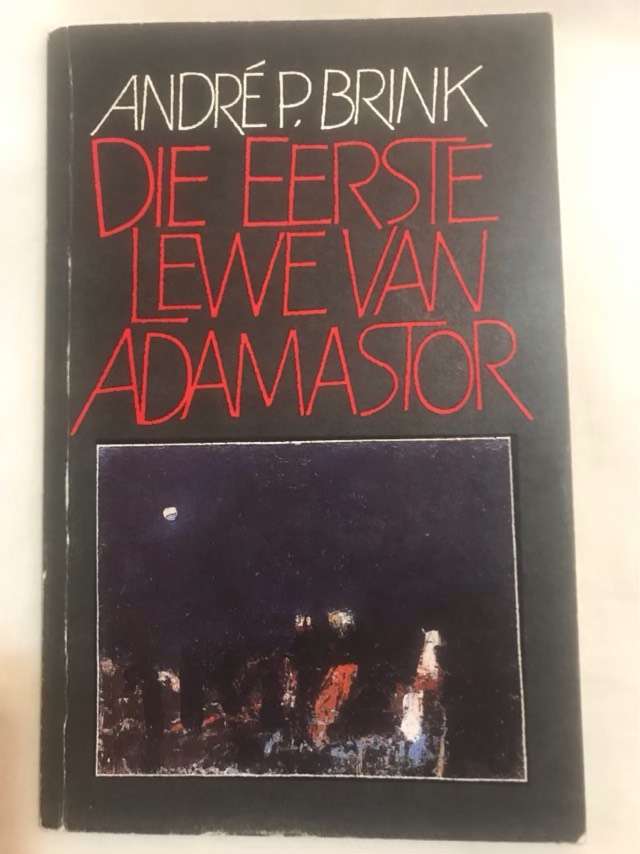 ANDRÉ P. BRINK
DIE EERSTE
LEWE VAN
ADAMASTOR